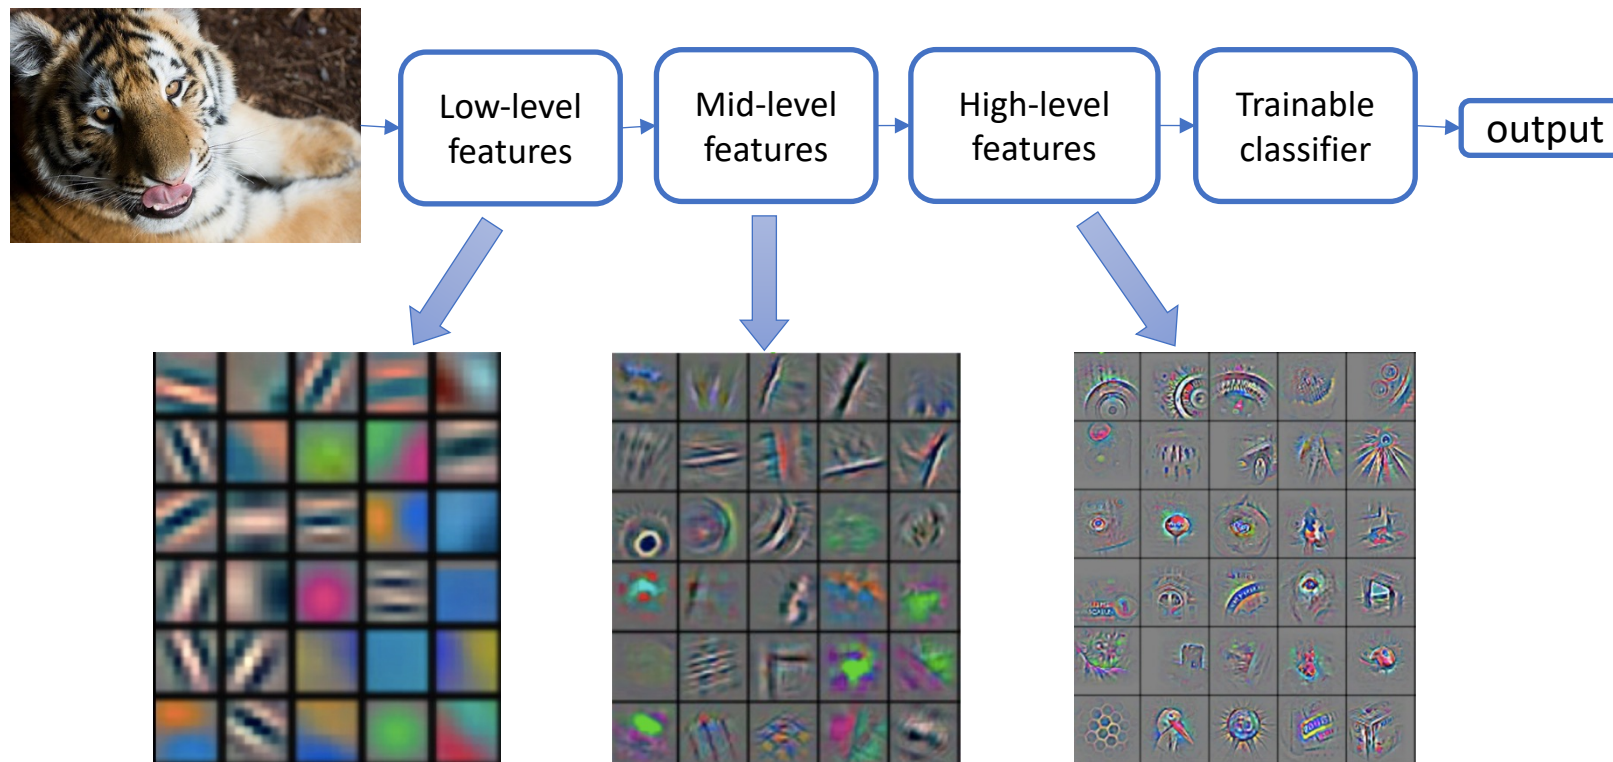 Low-level
features
Mid-level
features
High-level
features
Trainable
classifier
output